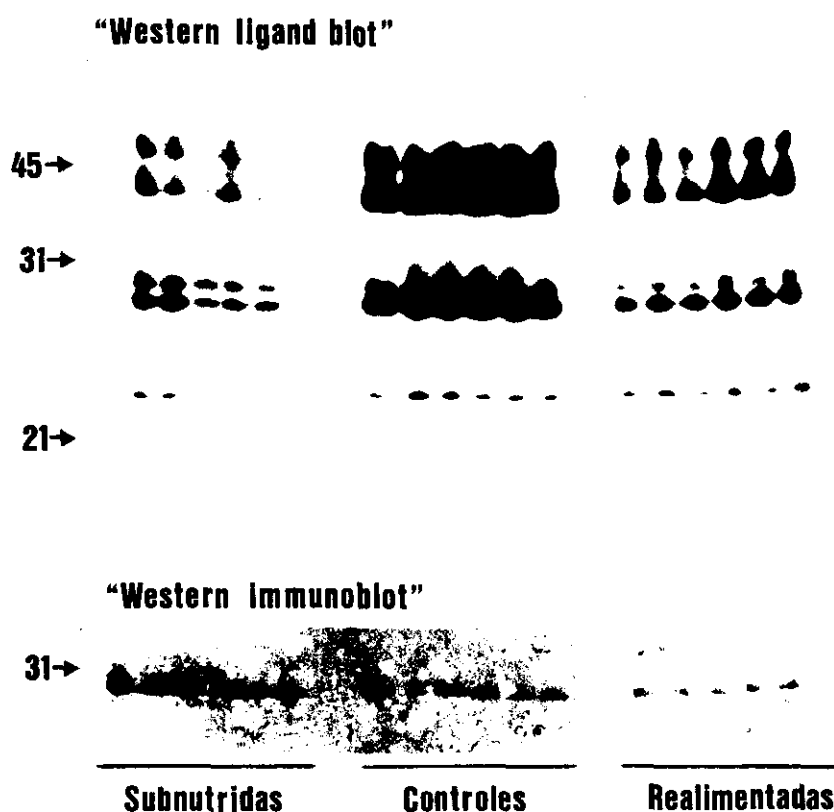 “Western ligand blot”
45→
31→
21→
“Western immunoblot”
31→
Subnutridas Controles Realimentadas